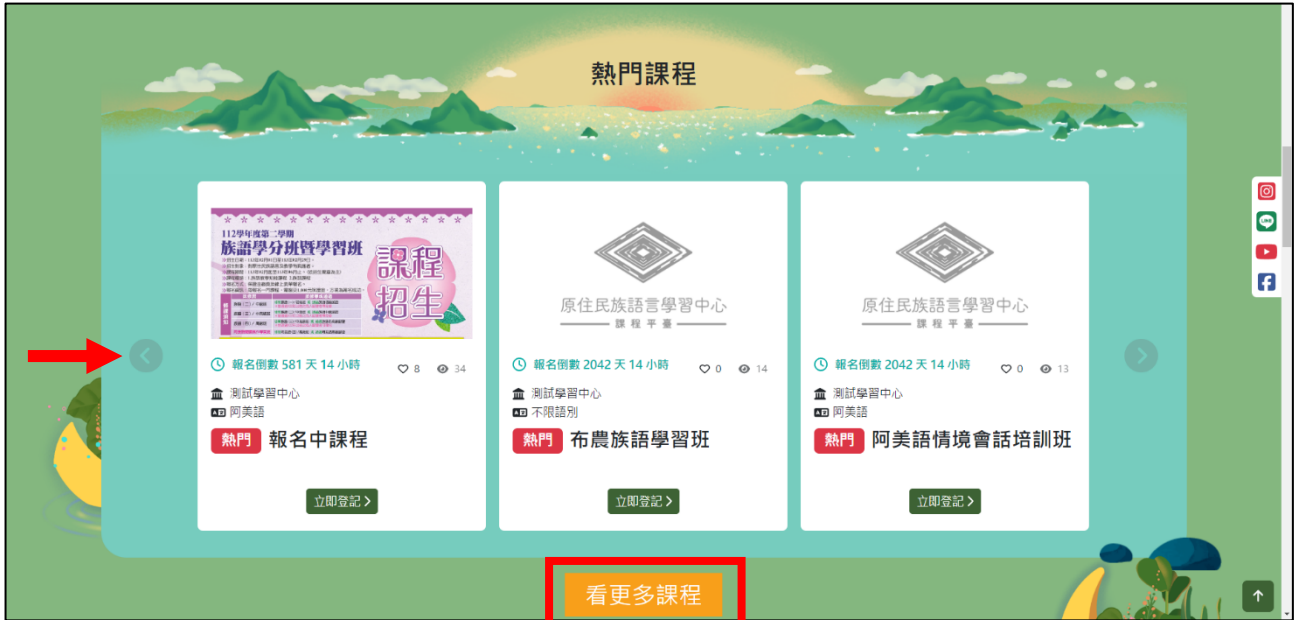 熱門課程
112學年度第二學期
族語學分班暨學習班
課程
招生
報名倒數 581 天 14 小時
8
34
測試學習中心
阿美語
熱門 報名中課程
立即登記
原住民族語言學習中心
課程平臺
報名倒數 2042 天 14 小時
0
14
測試學習中心
不限語別
熱門 布農族語學習班
立即登記
原住民族語言學習中心
課程平臺
報名倒數 2042 天 14 小時
0
13
測試學習中心
阿美語
熱門 阿美語情境會話培訓班
立即登記
看更多課程